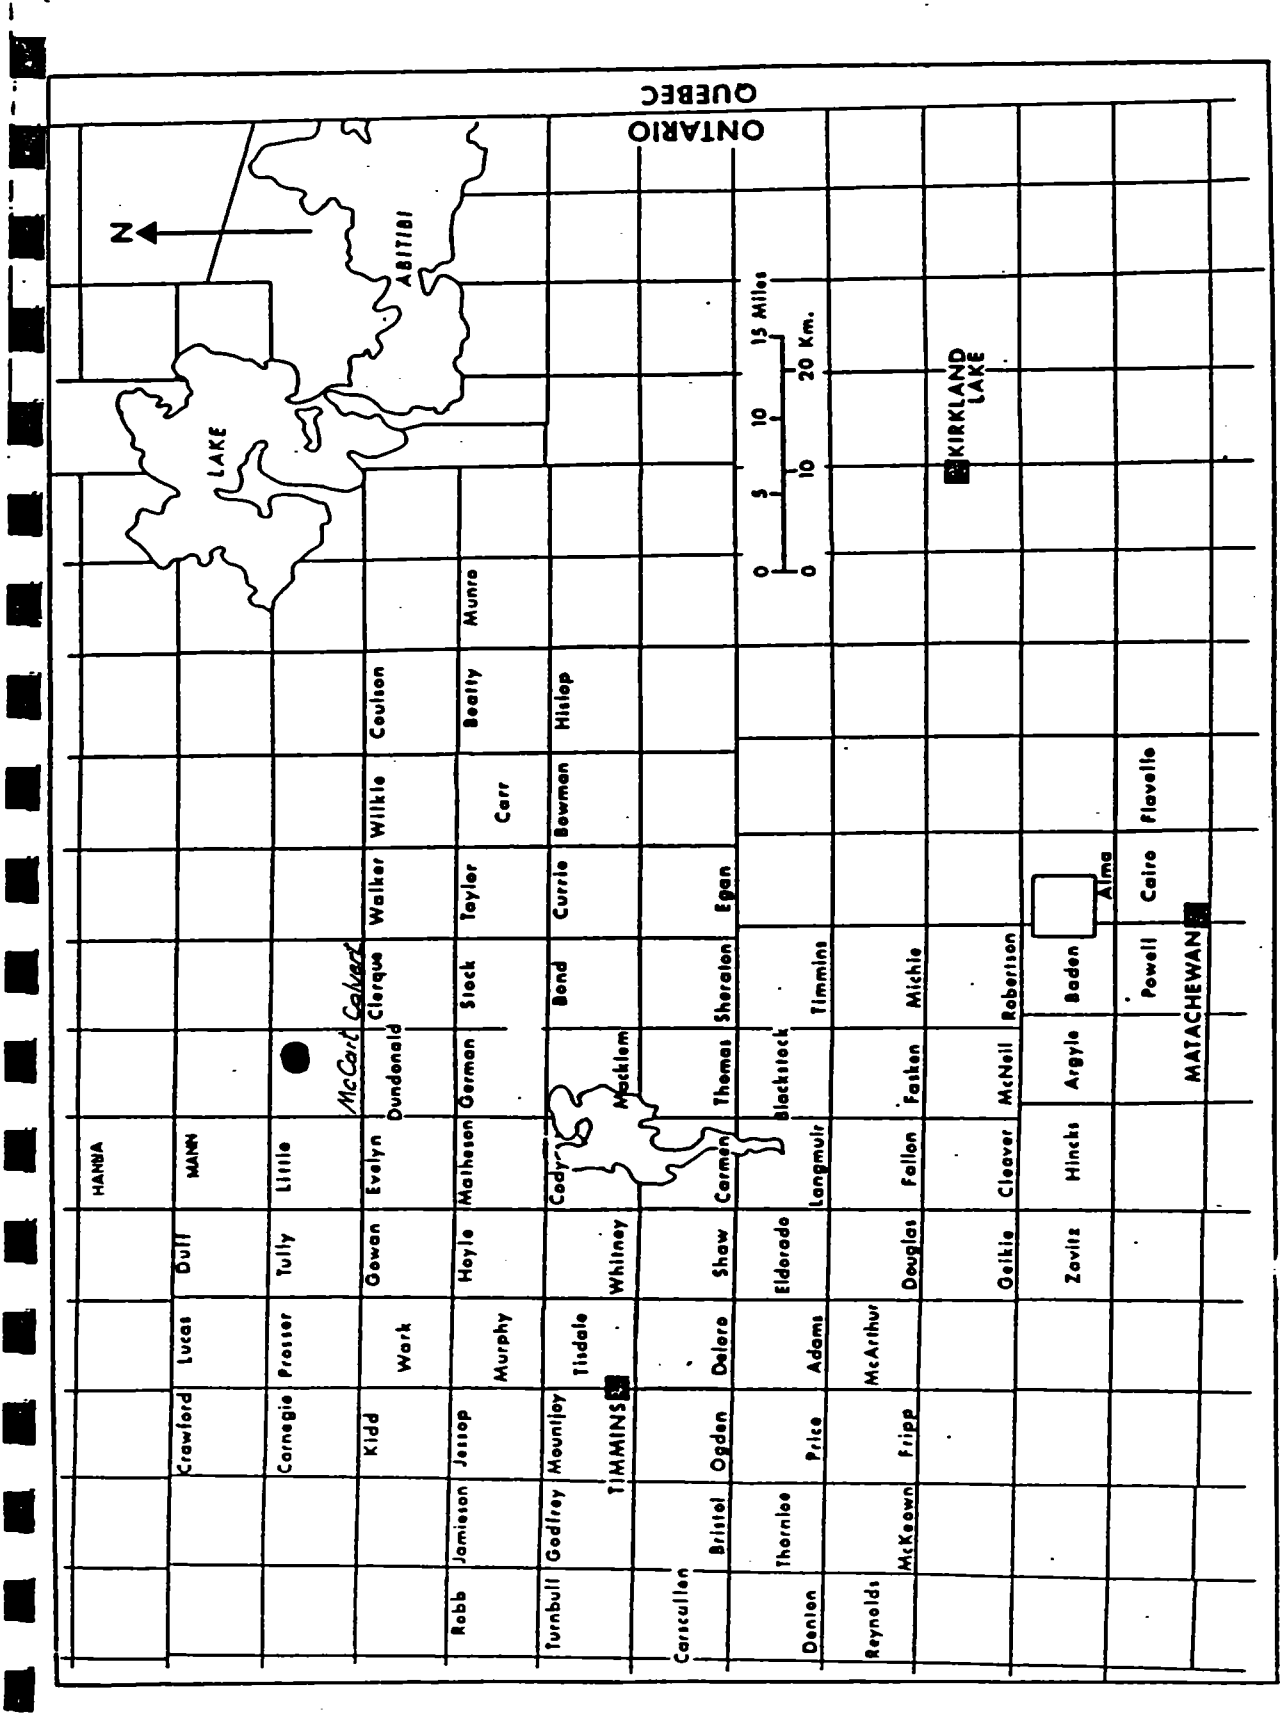 HANNA
N
Crawford Lucas Duff MANN
LAKE
Carnegie Prosser Tully Little
McCart Calvert
Kidd Wark Gowan Evelyn Dundonald Clerque Walker Wilkie Coulson
ABITIBI
Robb Jamieson Jessop Murphy Hoyle Matheson German Stock Taylor Carr Beatty Munro
Turnbull Godfrey Mountjoy Tisdale Whitney Cody Macklem Bond Currie Bowman Hislop
TIMMINS
ONTARIO
QUEBEC
Carscullen Bristol Ogden Deloro Shaw Carmen Thomas Sheraton Egan
0 5 10 15 Miles
0 10 20 Km.
Denton Thornloe Price Adams Eldorado Langmuir Blackstock Timmins
Reynolds McKeown Fripp McArthur Douglas Fallon Fasken Michie
KIRKLAND
LAKE
Geikie Cleaver McNeil Robertson
Zavitz Hincks Argyle Baden Alma
Powell Cairo Flavelle
MATACHEWAN